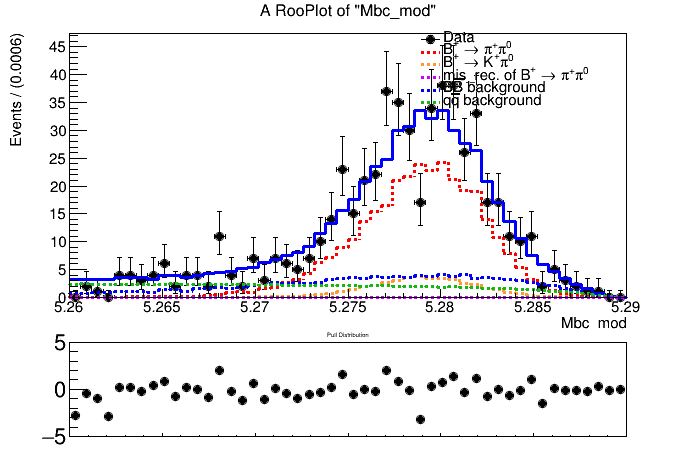 A RooPlot of "Mbc_mod"
Events / (0.0006)
45
40
35
30
25
20
15
10
5
0
Data
B⁺ → π⁺π⁰
B⁺ → K⁺π⁰
mis. rec. of B⁺ → π⁺π⁰
BB background
qq background
5.26 5.265 5.27 5.275 5.28 5.285 5.29
Mbc mod
Pull Distribution
5
0
−5